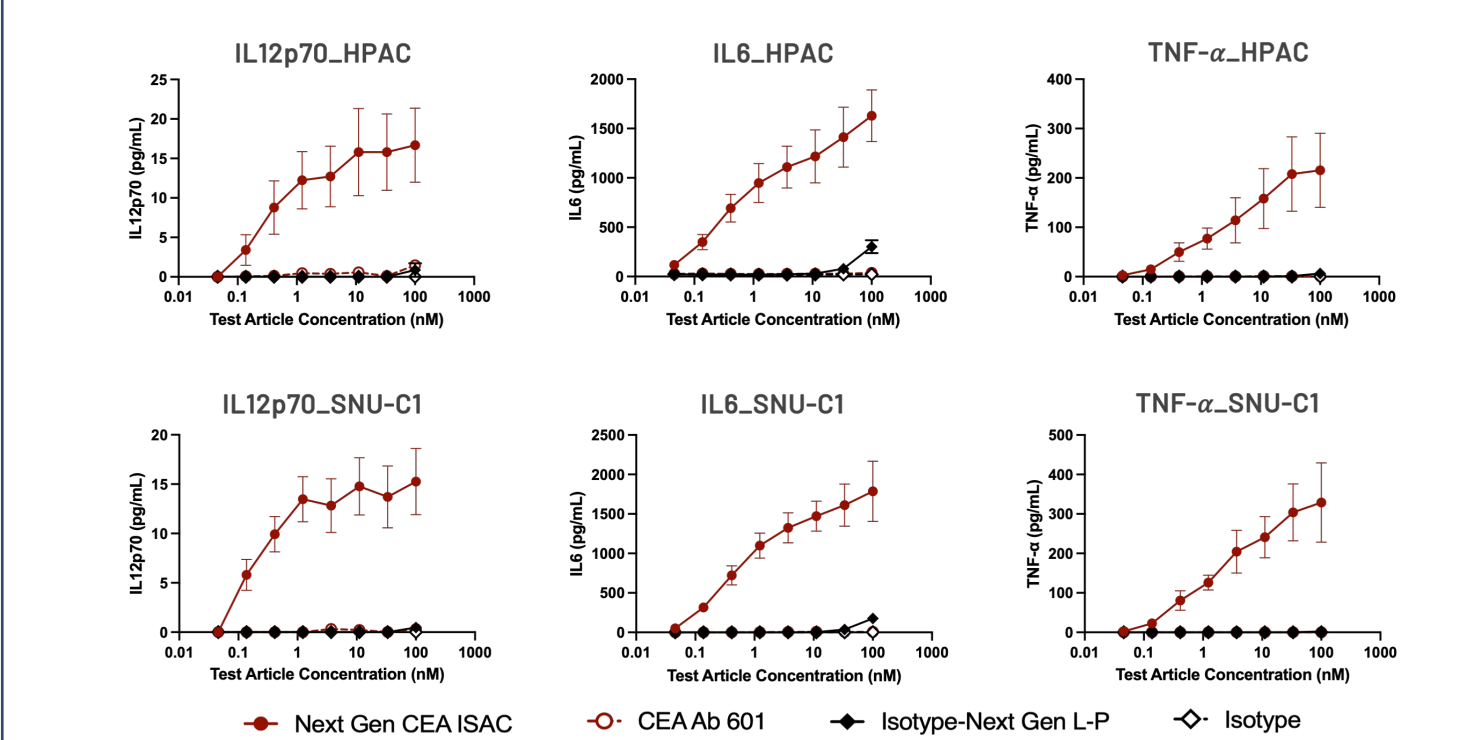 IL12p70_HPAC
IL12p70 (pg/mL)
25
20
15
10
5
0
0.01 0.1 1 10 100 1000
Test Article Concentration (nM)
IL6_HPAC
IL6 (pg/mL)
2000
1500
1000
500
0
0.01 0.1 1 10 100 1000
Test Article Concentration (nM)
TNF-α_HPAC
TNF-α (pg/mL)
400
300
200
100
0
0.01 0.1 1 10 100 1000
Test Article Concentration (nM)
IL12p70_SNU-C1
IL12p70 (pg/mL)
20
15
10
5
0
0.01 0.1 1 10 100 1000
Test Article Concentration (nM)
IL6_SNU-C1
IL6 (pg/mL)
2500
2000
1500
1000
500
0
0.01 0.1 1 10 100 1000
Test Article Concentration (nM)
TNF-α_SNU-C1
TNF-α (pg/mL)
500
400
300
200
100
0
0.01 0.1 1 10 100 1000
Test Article Concentration (nM)
Next Gen CEA ISAC CEA Ab 601 Isotype-Next Gen L-P Isotype